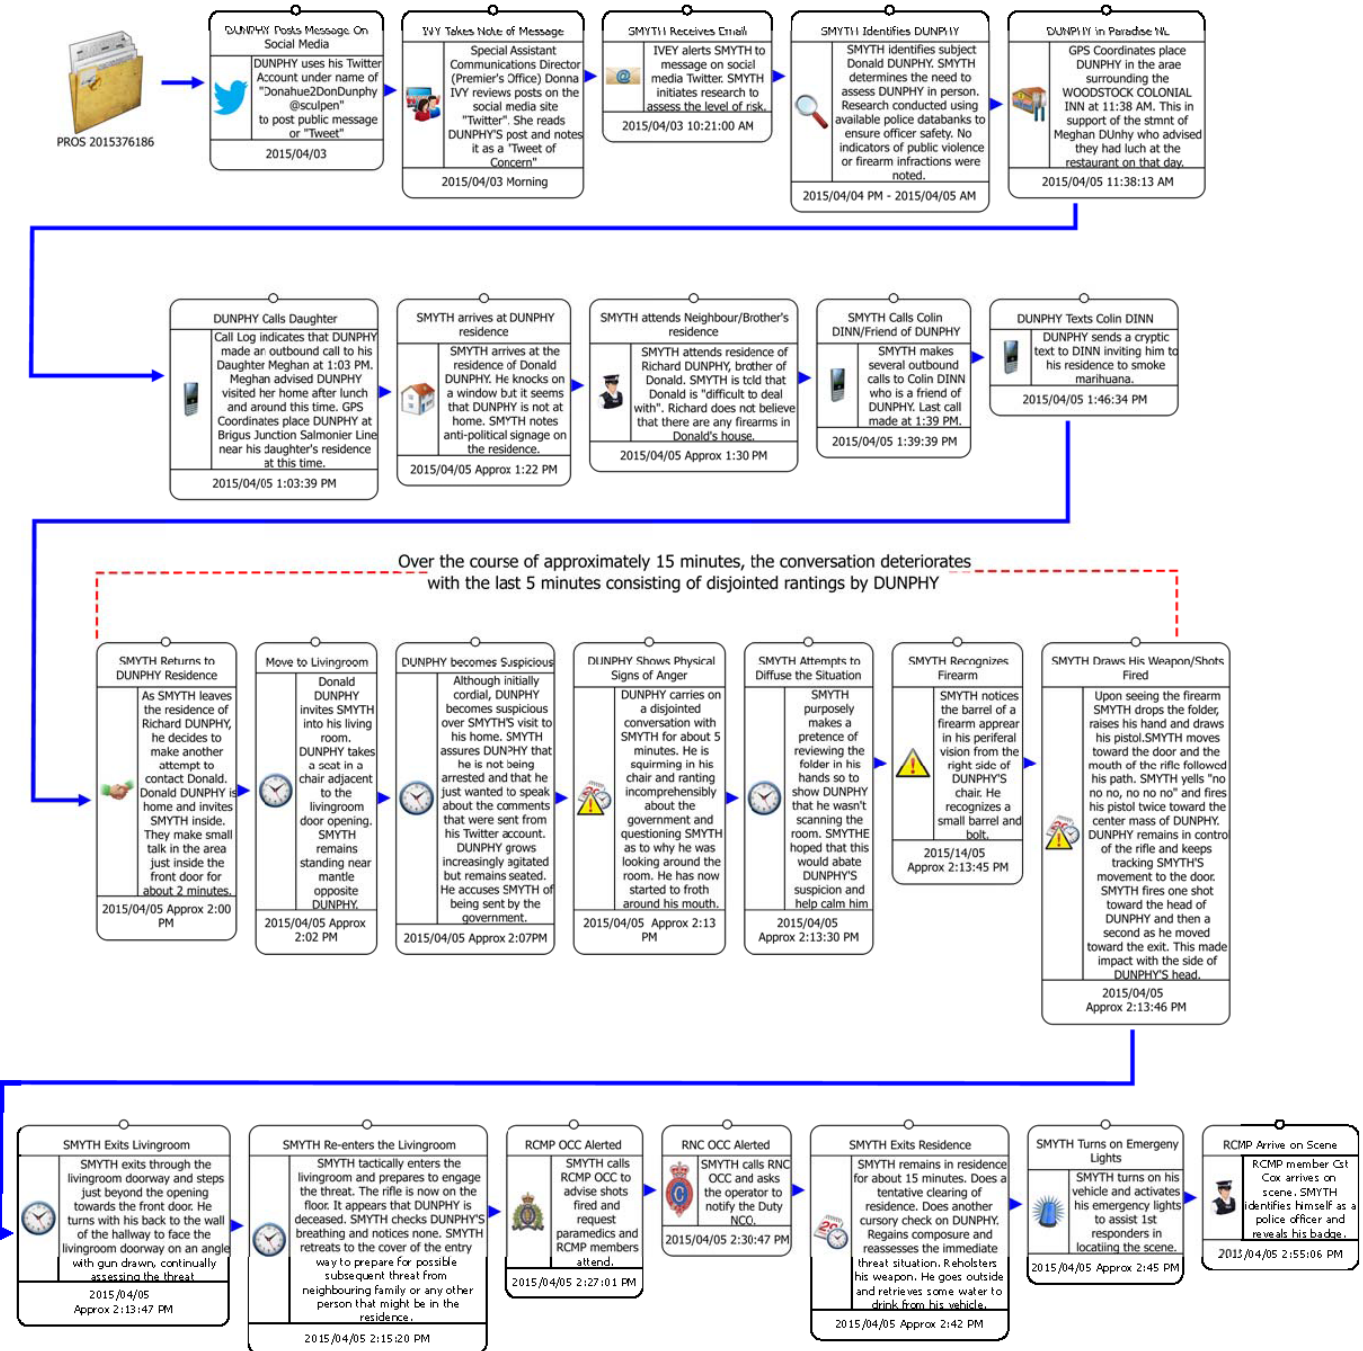 PROS 2015376186
DUNPHY Posts Message On
Social Media
DUNPHY uses his Twitter
Account under name of
"Donahue2DonDunphy
@sculpen"
to post public message
or "Tweet"
2015/04/03
IVY Takes Note of Message
Special Assistant
Communications Director
(Premier's Office) Donna
IVY reviews posts on the
social media site
"Twitter". She reads
DUNPHY'S post and notes
it as a "Tweet of
Concern"
2015/04/03 Morning
SMYTH Receives Email
IVEY alerts SMYTH to
message on social
media Twitter. SMYTH
initiates research to
assess the level of risk.
2015/04/03 10:21:00 AM
SMYTH Identifies DUNPHY
SMYTH identifies subject
Donald DUNPHY. SMYTH
determines the need to
assess DUNPHY in person.
Research conducted using
available police databanks to
ensure officer safety. No
indicators of public violence
or firearm infractions were
noted.
2015/04/04 PM - 2015/04/05 AM
DUNPHY in Paradise NL
GPS Coordinates place
DUNPHY in the arae
surrounding the
WOODSTOCK COLONIAL
INN at 11:38 AM. This in
support of the stmnt of
Meghan DUnhy who advised
they had luch at the
restaurant on that day.
2015/04/05 11:38:13 AM
DUNPHY Calls Daughter
Call Log indicates that DUNPHY
made an outbound call to his
Daughter Meghan at 1:03 PM.
Meghan advised DUNPHY
visited her home after lunch
and around this time. GPS
Coordinates place DUNPHY at
Brigus Junction Salmonier Line
near his daughter's residence
at this time.
2015/04/05 1:03:39 PM
SMYTH arrives at DUNPHY
residence
SMYTH arrives at the
residence of Donald
DUNPHY. He knocks on
a window but it seems
that DUNPHY is not at
home. SMYTH notes
anti-political signage on
the residence.
2015/04/05 Approx 1:22 PM
SMYTH attends Neighbour/Brother's
residence
SMYTH attends residence of
Richard DUNPHY, brother of
Donald. SMYTH is told that
Donald is "difficult to deal
with". Richard does not believe
that there are any firearms in
Donald's house.
2015/04/05 Approx 1:30 PM
SMYTH Calls Colin
DINN/Friend of DUNPHY
SMYTH makes
several outbound
calls to Colin DINN
who is a friend of
DUNPHY. Last call
made at 1:39 PM.
2015/04/05 1:39:39 PM
DUNPHY Texts Colin DINN
DUNPHY sends a cryptic
text to DINN inviting him to
his residence to smoke
marihuana.
2015/04/05 1:46:34 PM
Over the course of approximately 15 minutes, the conversation deteriorates
with the last 5 minutes consisting of disjointed rantings by DUNPHY
SMYTH Returns to
DUNPHY Residence
As SMYTH leaves
the residence of
Richard DUNPHY,
he decides to
make another
attempt to
contact Donald.
Donald DUNPHY is
home and invites
SMYTH inside.
They make small
talk in the area
just inside the
front door for
about 2 minutes.
2015/04/05 Approx 2:00
PM
Move to Livingroom
Donald
DUNPHY
invites SMYTH
into his living
room.
DUNPHY takes
a seat in a
chair adjacent
to the
livingroom
door opening.
SMYTH
remains
standing near
mantle
opposite
DUNPHY.
2015/04/05 Approx
2:02 PM
DUNPHY becomes Suspicious
Although initially
cordial, DUNPHY
becomes suspicious
over SMYTH'S visit to
his home. SMYTH
assures DUNPHY that
he is not being
arrested and that he
just wanted to speak
about the comments
that were sent from
his Twitter account.
DUNPHY grows
increasingly agitated
but remains seated.
He accuses SMYTH of
being sent by the
government.
2015/04/05 Approx 2:07PM
DUNPHY Shows Physical
Signs of Anger
DUNPHY carries on
a disjointed
conversation with
SMYTH for about 5
minutes. He is
squirming in his
chair and ranting
incomprehensibly
about the
government and
questioning SMYTH
as to why he was
looking around the
room. He has now
started to froth
around his mouth.
2015/04/05 Approx 2:13
PM
SMYTH Attempts to
Diffuse the Situation
SMYTH
purposely
makes a
pretence of
reviewing the
folder in his
hands so to
show DUNPHY
that he wasn't
scanning the
room. SMYTHE
hoped that this
would abate
DUNPHY'S
suspicion and
help calm him
2015/04/05
Approx 2:13:30 PM
SMYTH Recognizes
Firearm
SMYTH notices
the barrel of a
firearm apprear
in his periferal
vision from the
right side of
DUNPHY'S
chair. He
recognizes a
small barrel and
bolt.
2015/14/05
Approx 2:13:45 PM
SMYTH Draws His Weapon/Shots
Fired
Upon seeing the firearm
SMYTH drops the folder,
raises his hand and draws
his pistol.SMYTH moves
toward the door and the
mouth of the rifle followed
his path. SMYTH yells "no
no no, no no no" and fires
his pistol twice toward the
center mass of DUNPHY.
DUNPHY remains in contro
of the rifle and keeps
tracking SMYTH'S
movement to the door.
SMYTH fires one shot
toward the head of
DUNPHY and then a
second as he moved
toward the exit. This made
impact with the side of
DUNPHY'S head.
2015/04/05
Approx 2:13:46 PM
SMYTH Exits Livingroom
SMYTH exits through the
livingroom doorway and steps
just beyond the opening
towards the front door. He
turns with his back to the wall
of the hallway to face the
livingroom doorway on an angle
with gun drawn, continually
assessing the threat
2015/04/05
Approx 2:13:47 PM
SMYTH Re-enters the Livingroom
SMYTH tactically enters the
livingroom and prepares to engage
the threat. The rifle is now on the
floor. It appears that DUNPHY is
deceased. SMYTH checks DUNPHY'S
breathing and notices none. SMYTH
retreats to the cover of the entry
way to prepare for possible
subsequent threat from
neighbouring family or any other
person that might be in the
residence.
2015/04/05 2:15:20 PM
RCMP OCC Alerted
SMYTH calls
RCMP OCC to
advise shots
fired and
request
paramedics and
RCMP members
attend.
2015/04/05 2:27:01 PM
RNC OCC Alerted
SMYTH calls RNC
OCC and asks
the operator to
notify the Duty
NCO.
2015/04/05 2:30:47 PM
SMYTH Exits Residence
SMYTH remains in residence
for about 15 minutes. Does a
tentative clearing of
residence. Does another
cursory check on DUNPHY.
Regains composure and
reassesses the immediate
threat situation. Reholsters
his weapon. He goes outside
and retrieves some water to
drink from his vehicle.
2015/04/05 Approx 2:42 PM
SMYTH Turns on Emergeny
Lights
SMYTH turns on his
vehicle and activates
his emergency lights
to assist 1st
responders in
locatiing the scene.
2015/04/05 Approx 2:45 PM
RCMP Arrive on Scene
RCMP member Cst
Cox arrives on
scene. SMYTH
identifies himself as a
police officer and
reveals his badge.
2015/04/05 2:55:06 PM